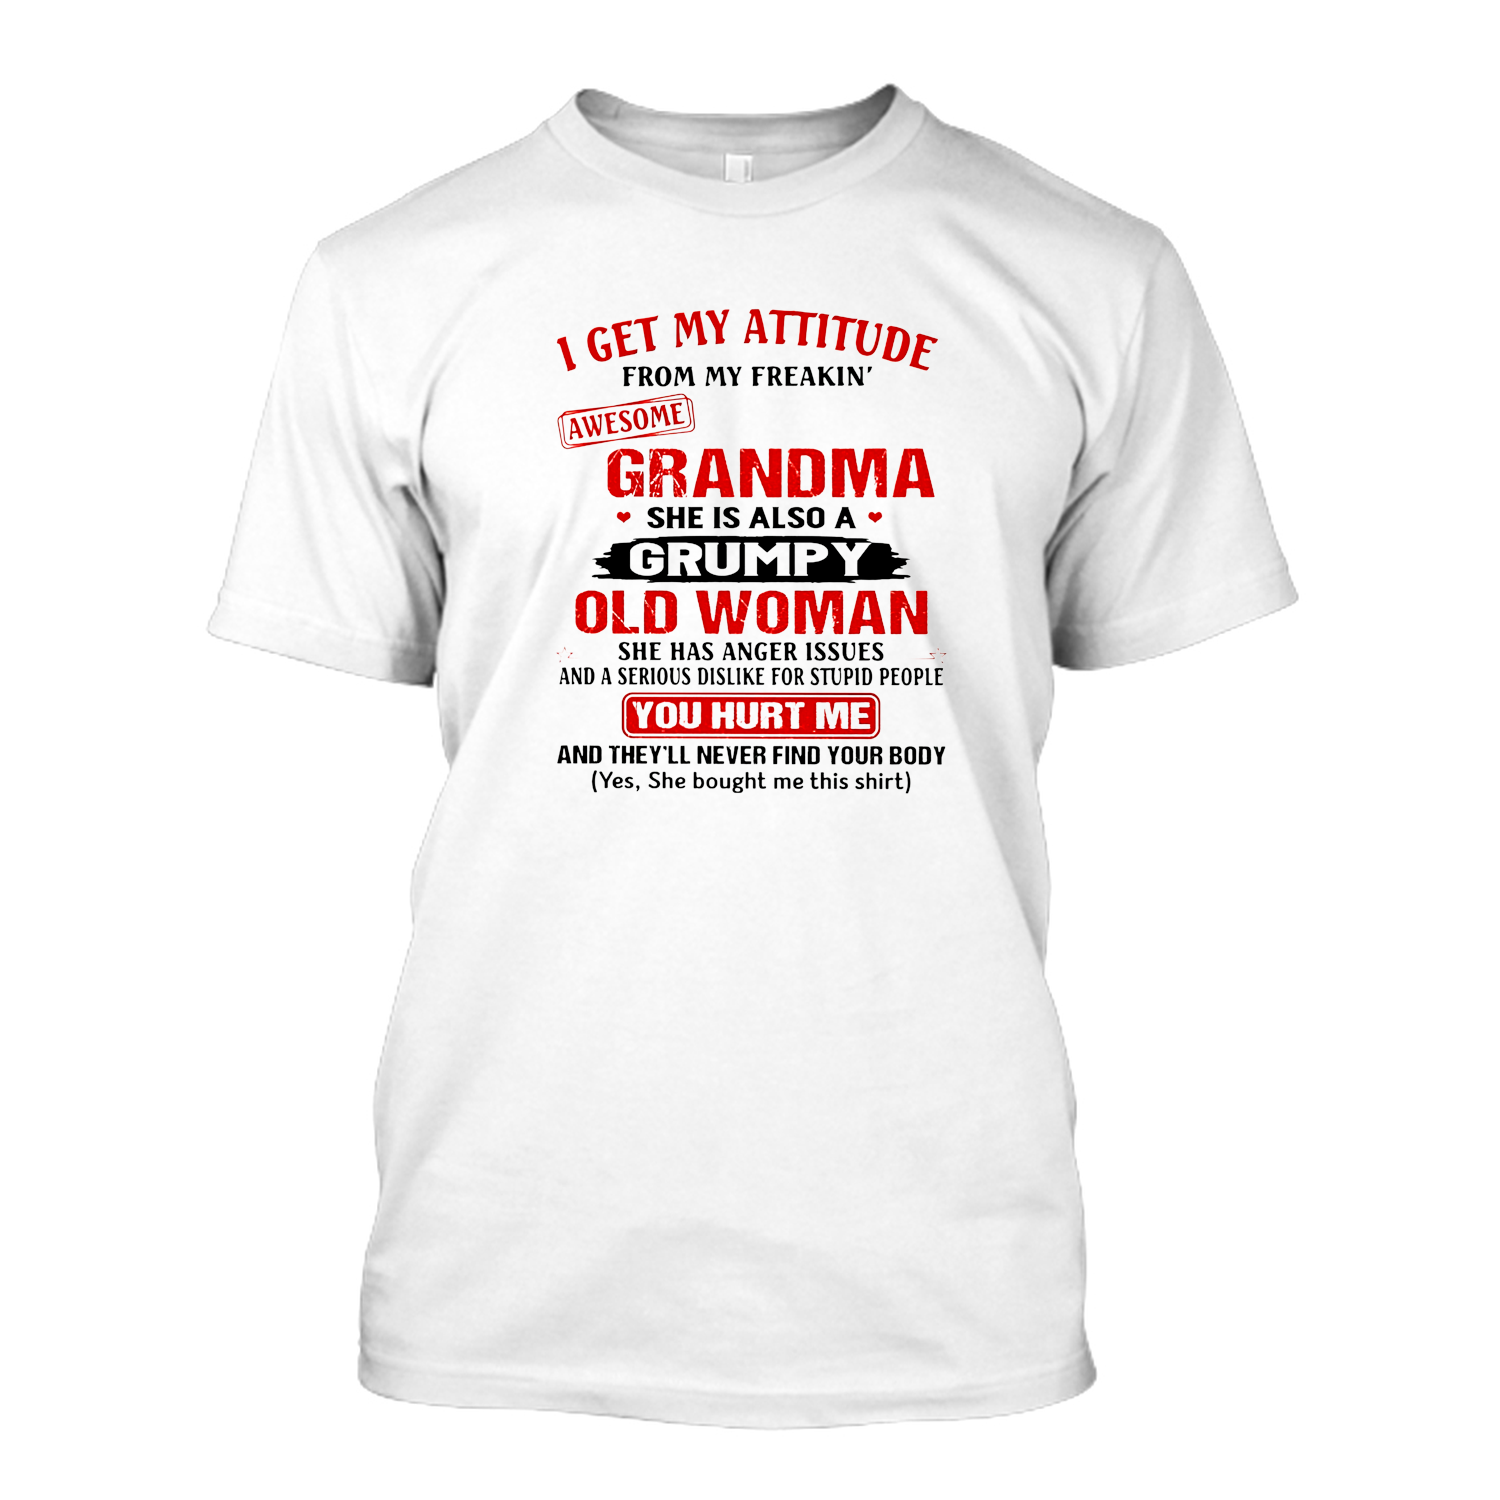 I GET MY ATTITUDE
FROM MY FREAKIN'
AWESOME
GRANDMA
SHE IS ALSO A
GRUMPY
OLD WOMAN
SHE HAS ANGER ISSUES
AND A SERIOUS DISLIKE FOR STUPID PEOPLE
YOU HURT ME
AND THEY'LL NEVER FIND YOUR BODY
(Yes, She bought me this shirt)